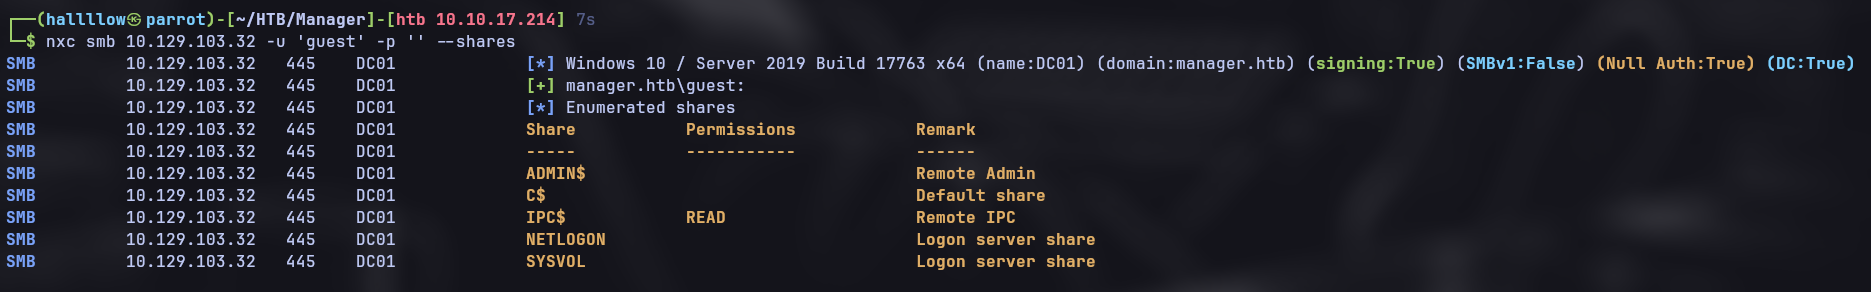 ┌──(hallllow㉿parrot)-[~/HTB/Manager]-[htb 10.10.17.214] 7s
└─$ nxc smb 10.129.103.32 -u 'guest' -p '' --shares
SMB 10.129.103.32 445 DC01 [*] Windows 10 / Server 2019 Build 17763 x64 (name:DC01) (domain:manager.htb) (signing:True) (SMBv1:False) (Null Auth:True) (DC:True)
SMB 10.129.103.32 445 DC01 [+] manager.htb\guest:
SMB 10.129.103.32 445 DC01 [*] Enumerated shares
SMB 10.129.103.32 445 DC01 Share Permissions Remark
SMB 10.129.103.32 445 DC01 ----- ----------- ------
SMB 10.129.103.32 445 DC01 ADMIN$ Remote Admin
SMB 10.129.103.32 445 DC01 C$ Default share
SMB 10.129.103.32 445 DC01 IPC$ READ Remote IPC
SMB 10.129.103.32 445 DC01 NETLOGON Logon server share
SMB 10.129.103.32 445 DC01 SYSVOL Logon server share